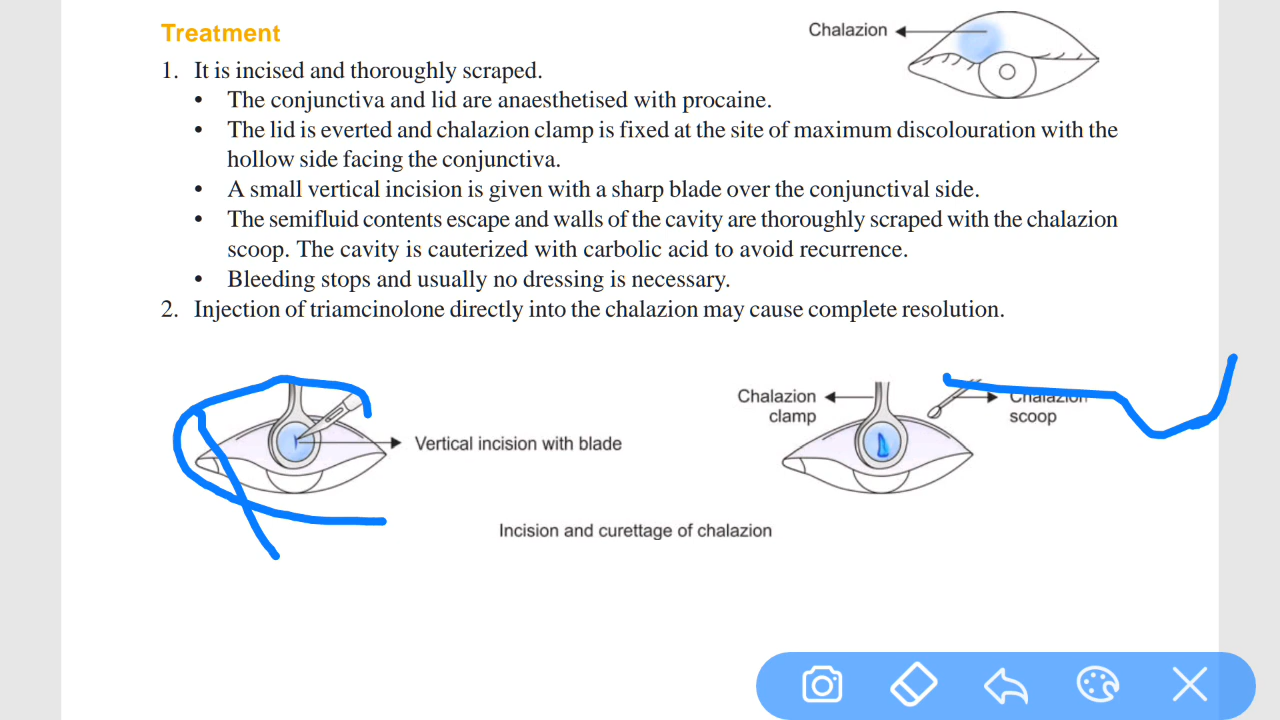 Treatment
Chalazion
1. It is incised and thoroughly scraped.
• The conjunctiva and lid are anaesthetised with procaine.
• The lid is everted and chalazion clamp is fixed at the site of maximum discolouration with the
hollow side facing the conjunctiva.
• A small vertical incision is given with a sharp blade over the conjunctival side.
• The semifluid contents escape and walls of the cavity are thoroughly scraped with the chalazion
scoop. The cavity is cauterized with carbolic acid to avoid recurrence.
• Bleeding stops and usually no dressing is necessary.
2. Injection of triamcinolone directly into the chalazion may cause complete resolution.
Vertical incision with blade
Chalazion
clamp
Chalazion
scoop
Incision and curettage of chalazion